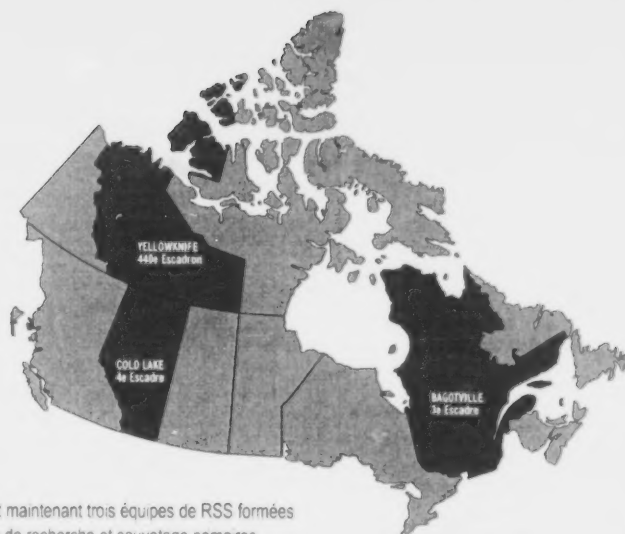 YELLOWKNIFE
440e Escadron
COLD LAKE
4e Escadre
BAGOTVILLE
3e Escadre
maintenant trois équipes de RSS formées
de recherche et sauvetage